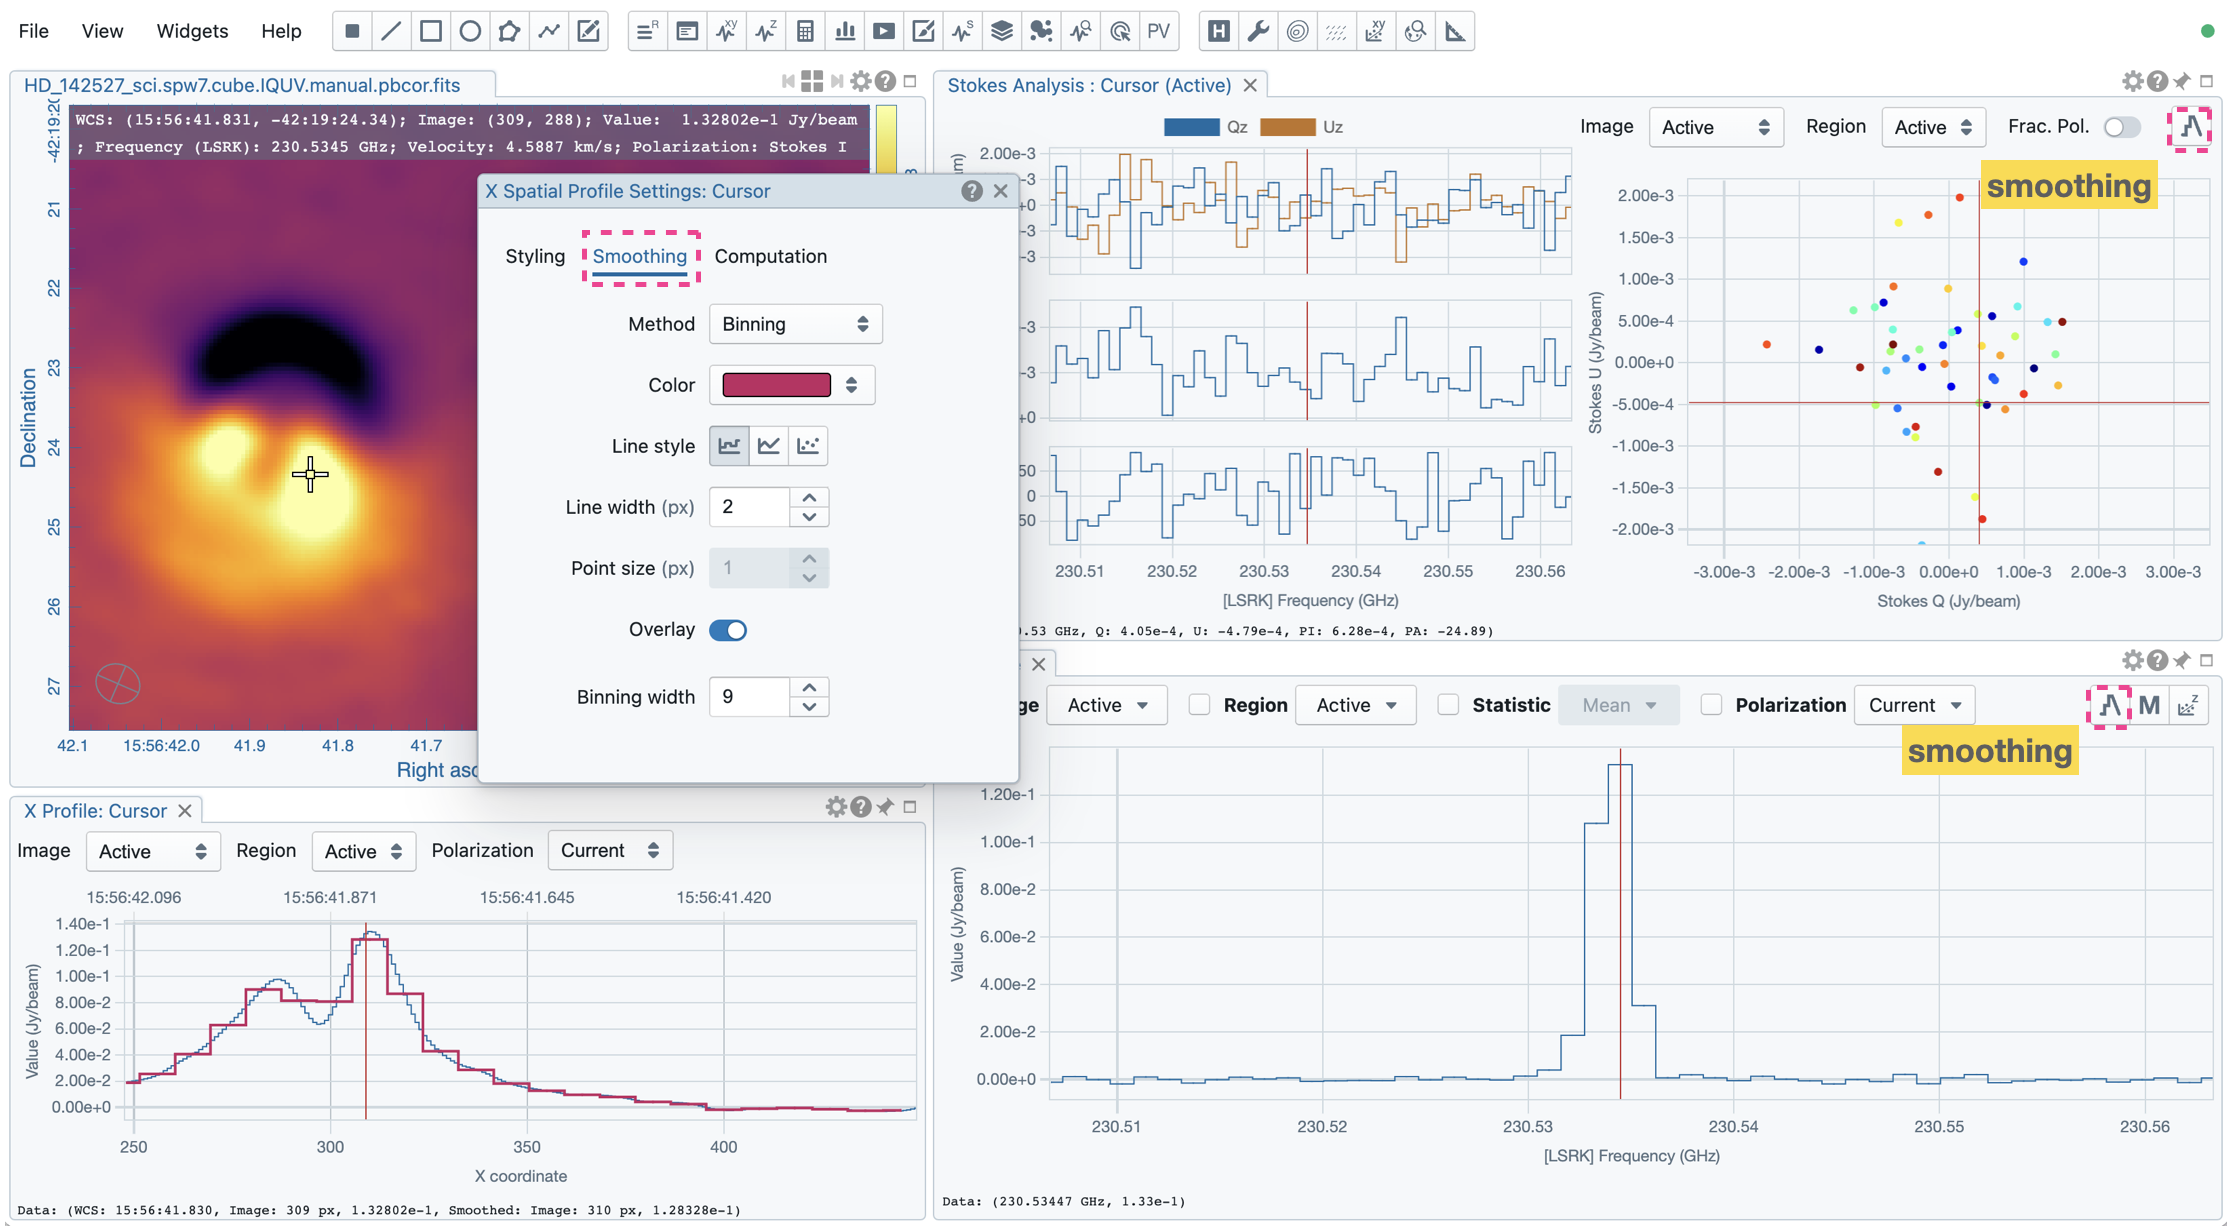 File View Widgets Help
PV
HD_142527_sci.spw7.cube.IQUV.manual.pbcor.fits
WCS: (15:56:41.831, -42:19:24.34); Image: (309, 288); Value: 1.32802e-1 Jy/beam
; Frequency (LSRK): 230.5345 GHz; Velocity: 4.5887 km/s; Polarization: Stokes I
21
22
23
24
25
26
27
Declination
42.1 15:56:42.0 41.9 41.8 41.7
Right asc
X Spatial Profile Settings: Cursor
Styling Smoothing Computation
Method Binning
Color
Line style
Line width (px) 2
Point size (px) 1
Overlay
Binning width 9
Stokes Analysis : Cursor (Active)
Image Active Region Active Frac. Pol.
smoothing
Qz Uz
2.00e-3
230.51 230.52 230.53 230.54 230.55 230.56
[LSRK] Frequency (GHz)
.53 GHz, Q: 4.05e-4, U: -4.79e-4, PI: 6.28e-4, PA: -24.89)
Stokes U (Jy/beam)
2.00e-3
1.50e-3
1.00e-3
5.00e-4
0.00e+0
-5.00e-4
-1.00e-3
-1.50e-3
-2.00e-3
-3.00e-3 -2.00e-3 -1.00e-3 0.00e+0 1.00e-3 2.00e-3 3.00e-3
Stokes Q (Jy/beam)
X Profile: Cursor
Image Active Region Active Polarization Current
15:56:42.096 15:56:41.871 15:56:41.645 15:56:41.420
Value (Jy/beam)
1.40e-1
1.20e-1
1.00e-1
8.00e-2
6.00e-2
4.00e-2
2.00e-2
0.00e+0
250 300 350 400
X coordinate
Data: (WCS: 15:56:41.830, Image: 309 px, 1.32802e-1, Smoothed: Image: 310 px, 1.28328e-1)
ge Active Region Active Statistic Mean Polarization Current M
smoothing
Value (Jy/beam)
1.20e-1
1.00e-1
8.00e-2
6.00e-2
4.00e-2
2.00e-2
0.00e+0
230.51 230.52 230.53 230.54 230.55 230.56
[LSRK] Frequency (GHz)
Data: (230.53447 GHz, 1.33e-1)